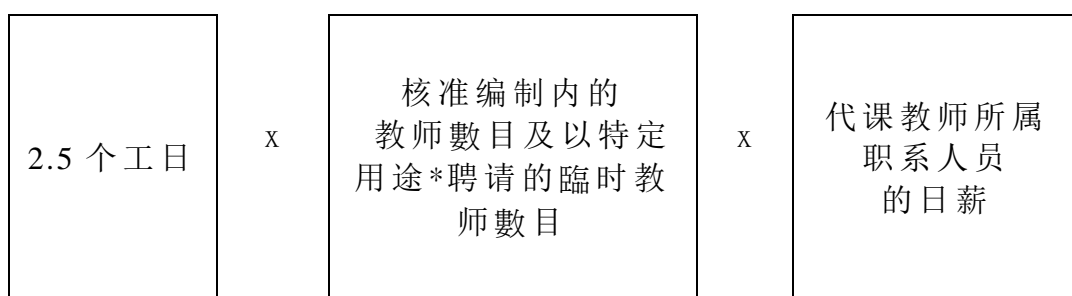 2.5 个工日
x
核准编制内的
教师數目及以特定
用途*聘请的臨时教
师數目
x
代课教师所属
职系人员
的日薪